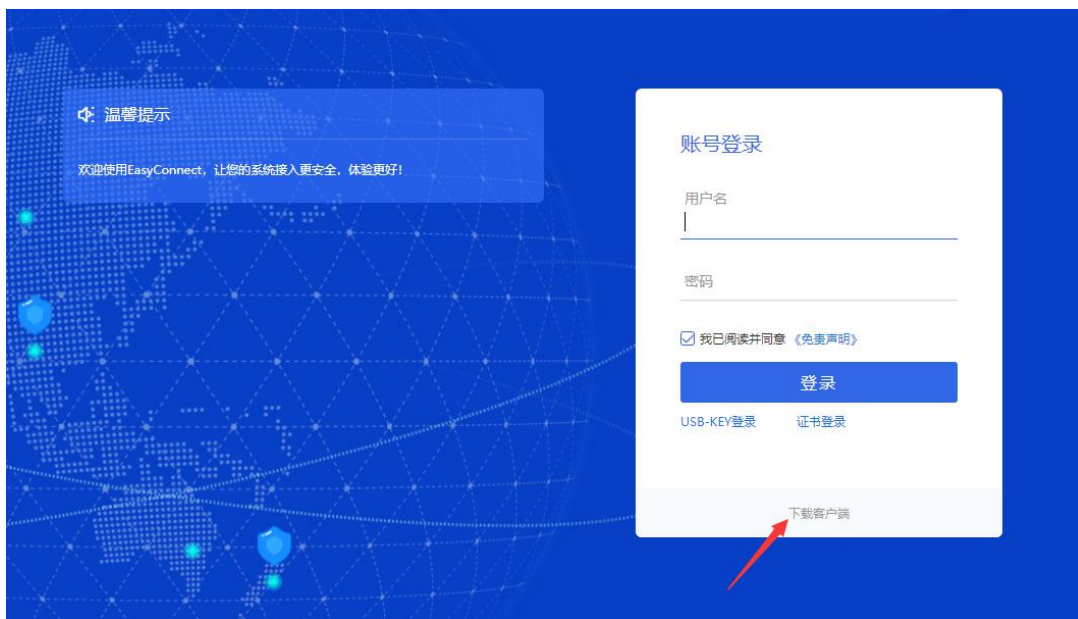 温馨提示
欢迎使用EasyConnect，让您的系统接入更安全，体验更好！
账号登录
用户名
密码
我已阅读并同意 《免责声明》
登录
USB-KEY登录 证书登录
下载客户端